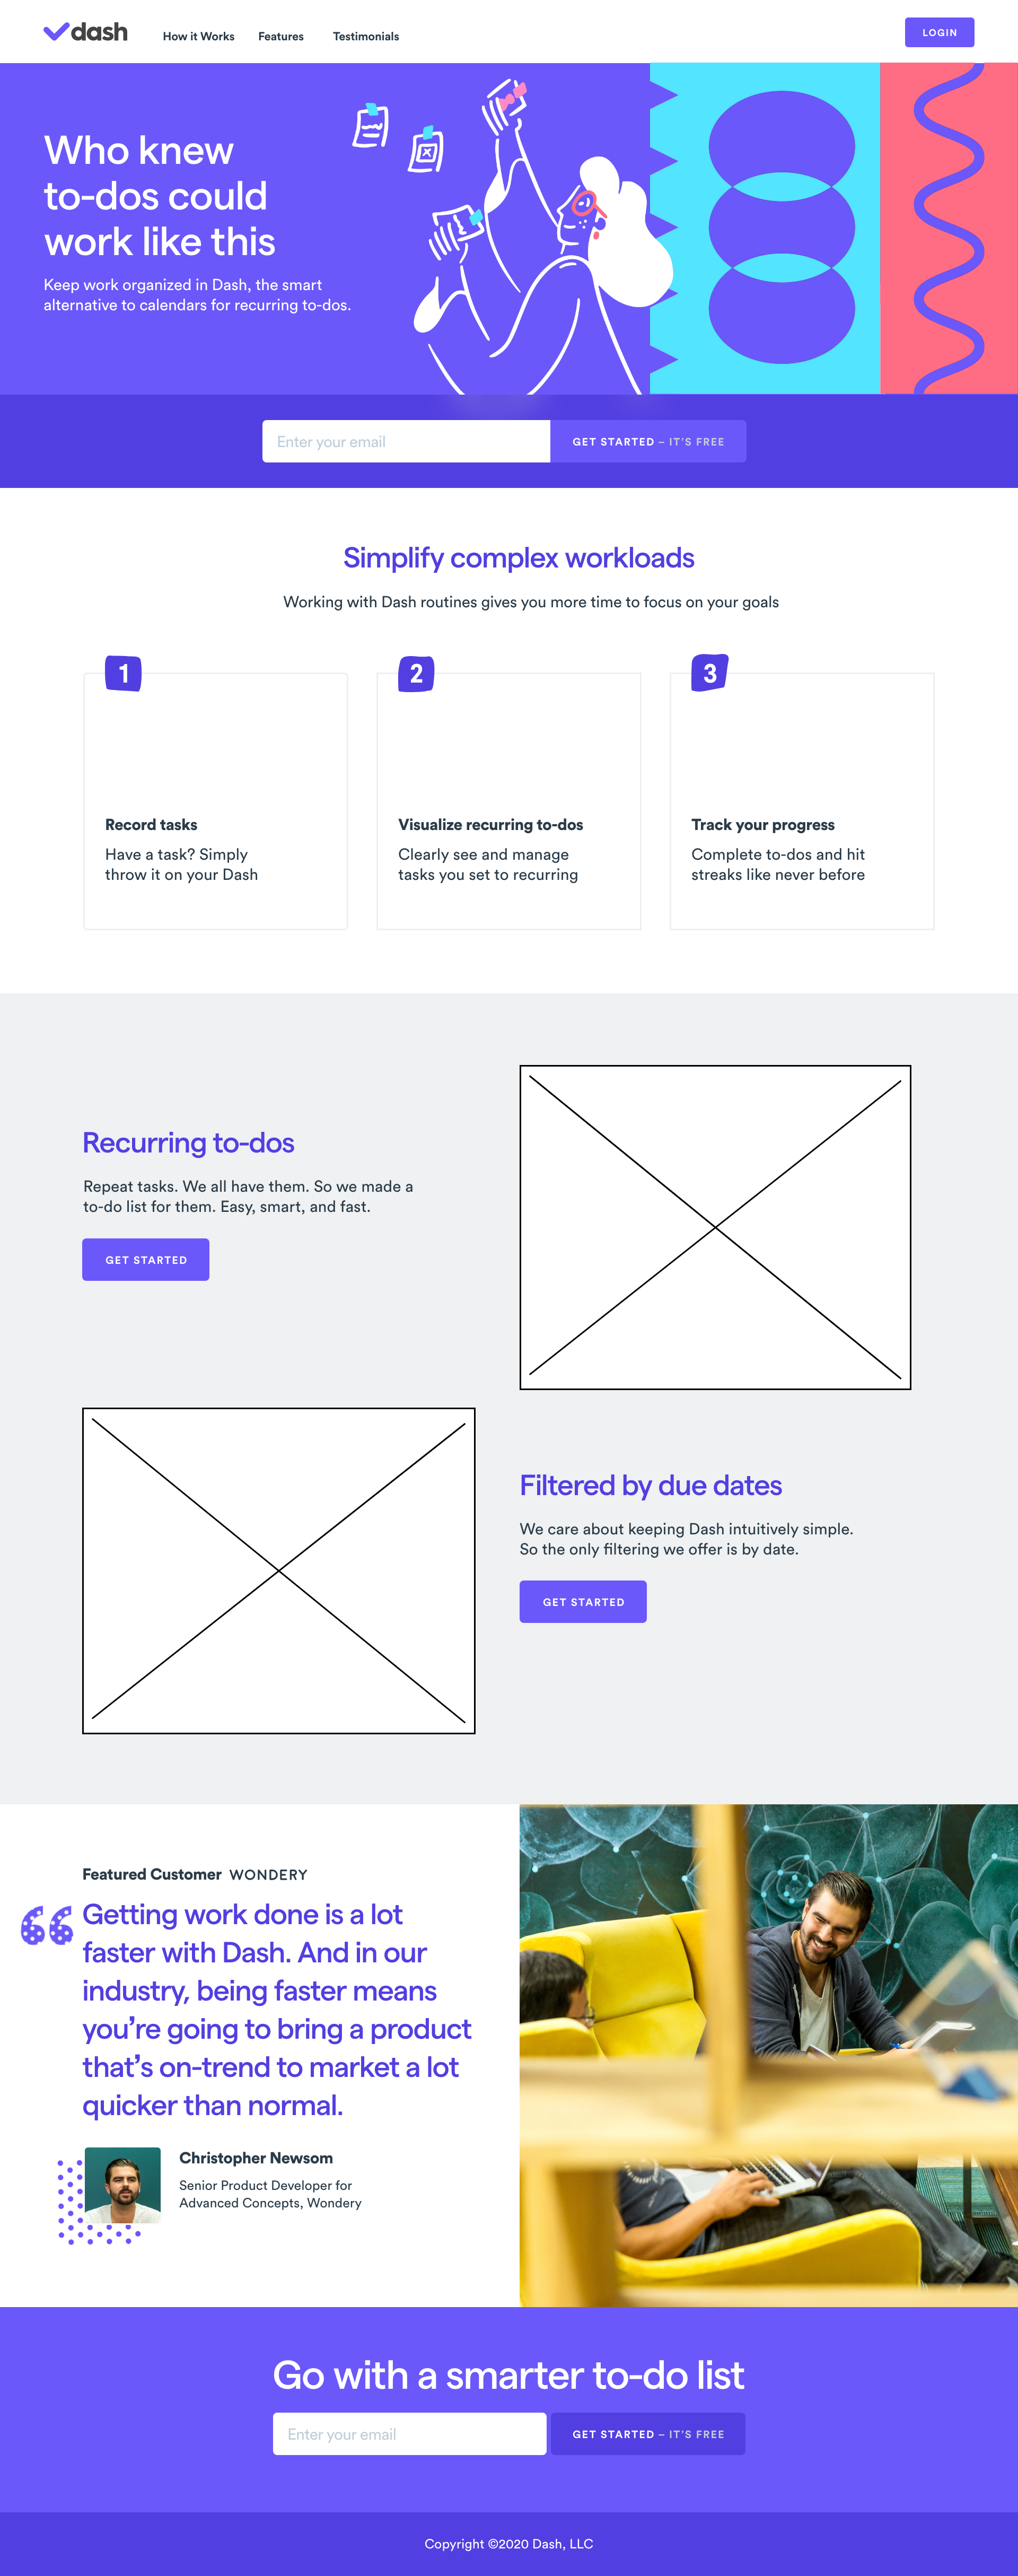 dash
How it Works
Features
Testimonials
LOGIN
Who knew
to-dos could
work like this
Keep work organized in Dash, the smart
alternative to calendars for recurring to-dos.
Enter your email
GET STARTED – IT'S FREE
Simplify complex workloads
Working with Dash routines gives you more time to focus on your goals
1
Record tasks
Have a task? Simply
throw it on your Dash
2
Visualize recurring to-dos
Clearly see and manage
tasks you set to recurring
3
Track your progress
Complete to-dos and hit
streaks like never before
Recurring to-dos
Repeat tasks. We all have them. So we made a
to-do list for them. Easy, smart, and fast.
GET STARTED
Filtered by due dates
We care about keeping Dash intuitively simple.
So the only filtering we offer is by date.
GET STARTED
Featured Customer WONDERY
“Getting work done is a lot
faster with Dash. And in our
industry, being faster means
you’re going to bring a product
that’s on-trend to market a lot
quicker than normal.
Christopher Newsom
Senior Product Developer for
Advanced Concepts, Wondery
Go with a smarter to-do list
Enter your email
GET STARTED – IT'S FREE
Copyright ©2020 Dash, LLC